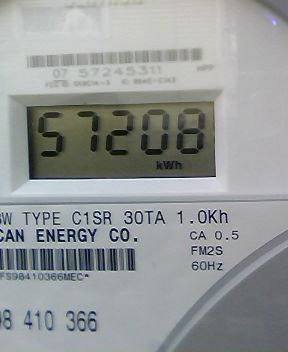 07 57245311
57208
kWh
TYPE C1SR 30TA 1.0Kh
CAN ENERGY CO.
CA 0.5
FM2S
60Hz
FS98410366MEC*
98 410 366